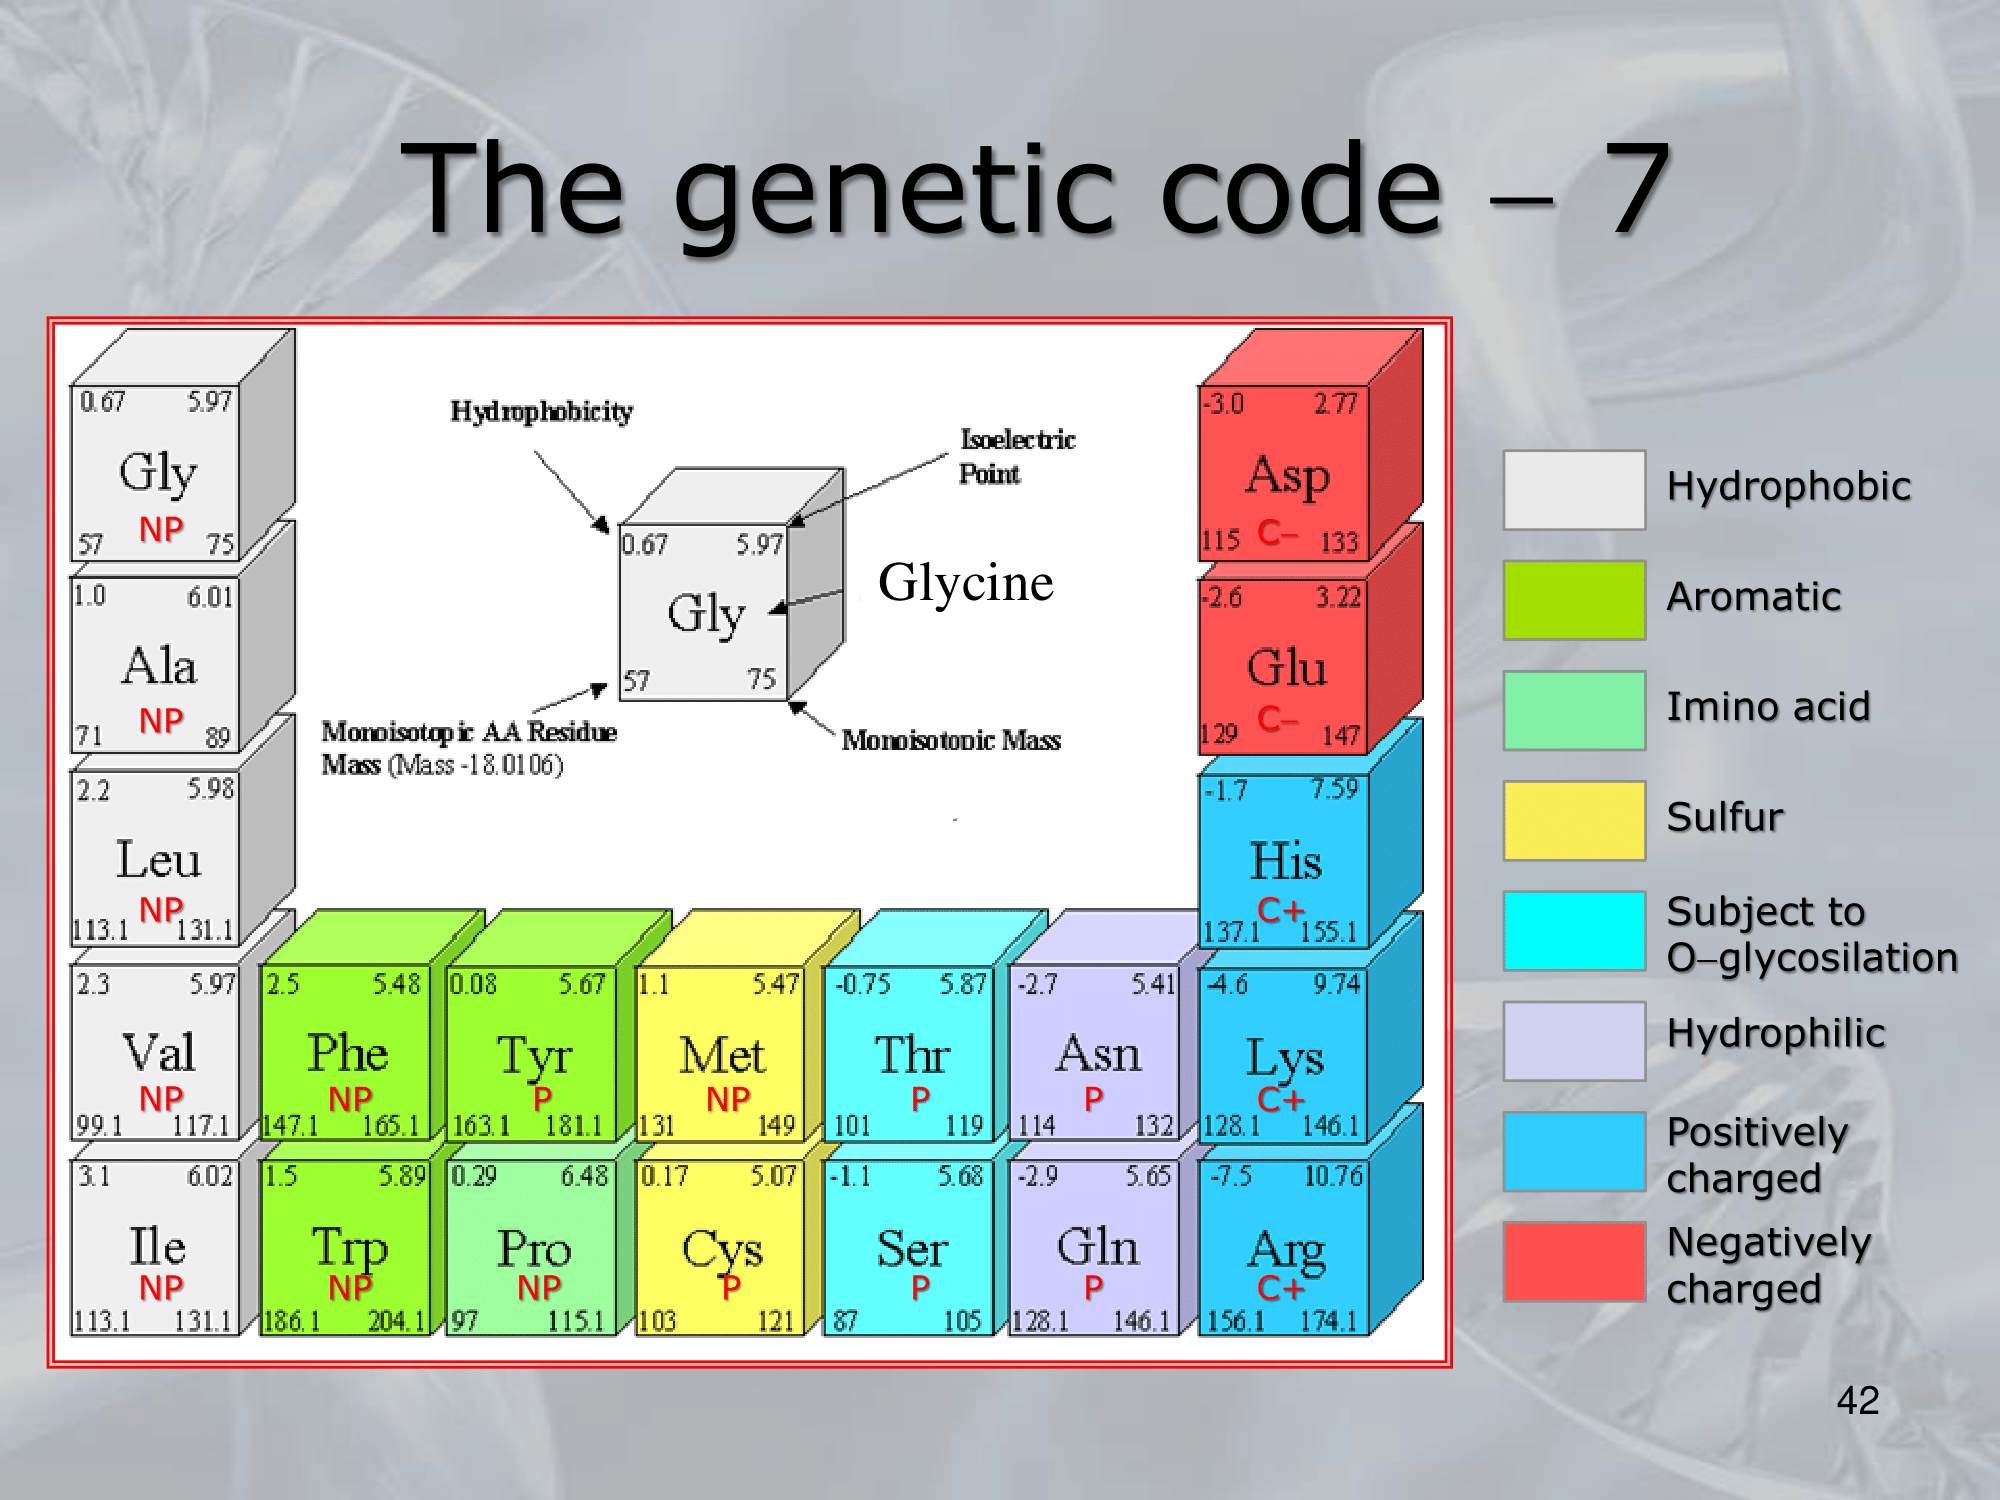 The genetic code – 7
0.67 5.97
Gly
NP
57 75
1.0 6.01
Ala
NP
71 89
2.2 5.98
Leu
NP
113.1 131.1
2.3 5.97
Val
NP
99.1 117.1
3.1 6.02
Ile
NP
113.1 131.1
Hydrophobicity
Isoelectric
Point
0.67 5.97
Gly
57 75
Glycine
Monoisotopic AA Residue
Mass (Mass -18.0106)
Monoisotopic Mass
2.5 5.48
Phe
NP
147.1 165.1
1.5 5.89
Trp
NP
186.1 204.1
0.08 5.67
Tyr
P
163.1 181.1
0.29 6.48
Pro
NP
97 115.1
1.1 5.47
Met
NP
131 149
0.17 5.07
Cys
P
103 121
-0.75 5.87
Thr
P
101 119
-1.1 5.68
Ser
P
87 105
-2.7 5.41
Asn
P
114 132
-2.9 5.65
Gln
P
128.1 146.1
-3.0 2.77
Asp
C–
115 133
-2.6 3.22
Glu
C–
129 147
-1.7 7.59
His
C+
137.1 155.1
-4.6 9.74
Lys
C+
128.1 146.1
-7.5 10.76
Arg
C+
156.1 174.1
Hydrophobic
Aromatic
Imino acid
Sulfur
Subject to
O–glycosilation
Hydrophilic
Positively
charged
Negatively
charged
42